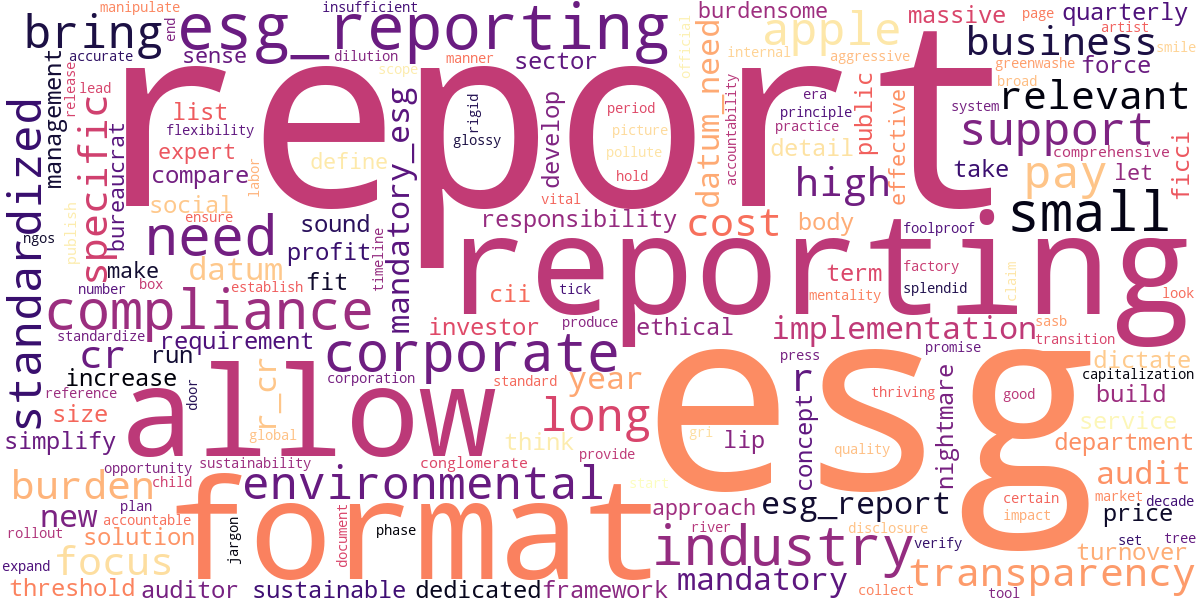 manipulate
insufficient
burdensome
massive
page
quarterly
bring
end
esg_reporting
apple
artist
business
smile
accurate
sense
dilution
manner
sector
official
internal
aggressive
greenwashe
force
broad
scope
management
release
lead
list
flexibility
rigid
glossy
period
picture
pollute
hold
datum need
accountability
era
principle
practice
public
system
relevant
support
comprehensive
report
standardized
specific
bureaucrat
expert
compare
labor
define
mandatory_esg
develop
vital
detail
effective
high
take
pay
let
ficci
social
ensure
responsibility
cost
body
small
ngos
publish
need
sound
profit
timeline
foolproof
make
box
datum
fit
number
establish
cii
tick
reporting
term
mentality
factory
splendid
claim
look
compliance
standardize
requirement
investor
produce
ethical
implementation
sasb
transition
cr
run
r_cr
corporate
press
promise
dictate
increase
door
corporation
standard
year
concept
r
thriving
nightmare
good
capitalization
reference
size
allow
long
esg
build
simplify
global
think
gri
lip
quality
service
department
opportunity
child
sustainability
conglomerate
provide
start
audit
burden
environmental
format
approach
esg_report
certain
impact
market
decade
new
plan
accountable
jargon
phase
document
river
disclosure
verify
price
set
tree
rollout
solution
industry
turnover
expand
focus
threshold
auditor
sustainable
dedicated
framework
mandatory
collect
transparency
tool